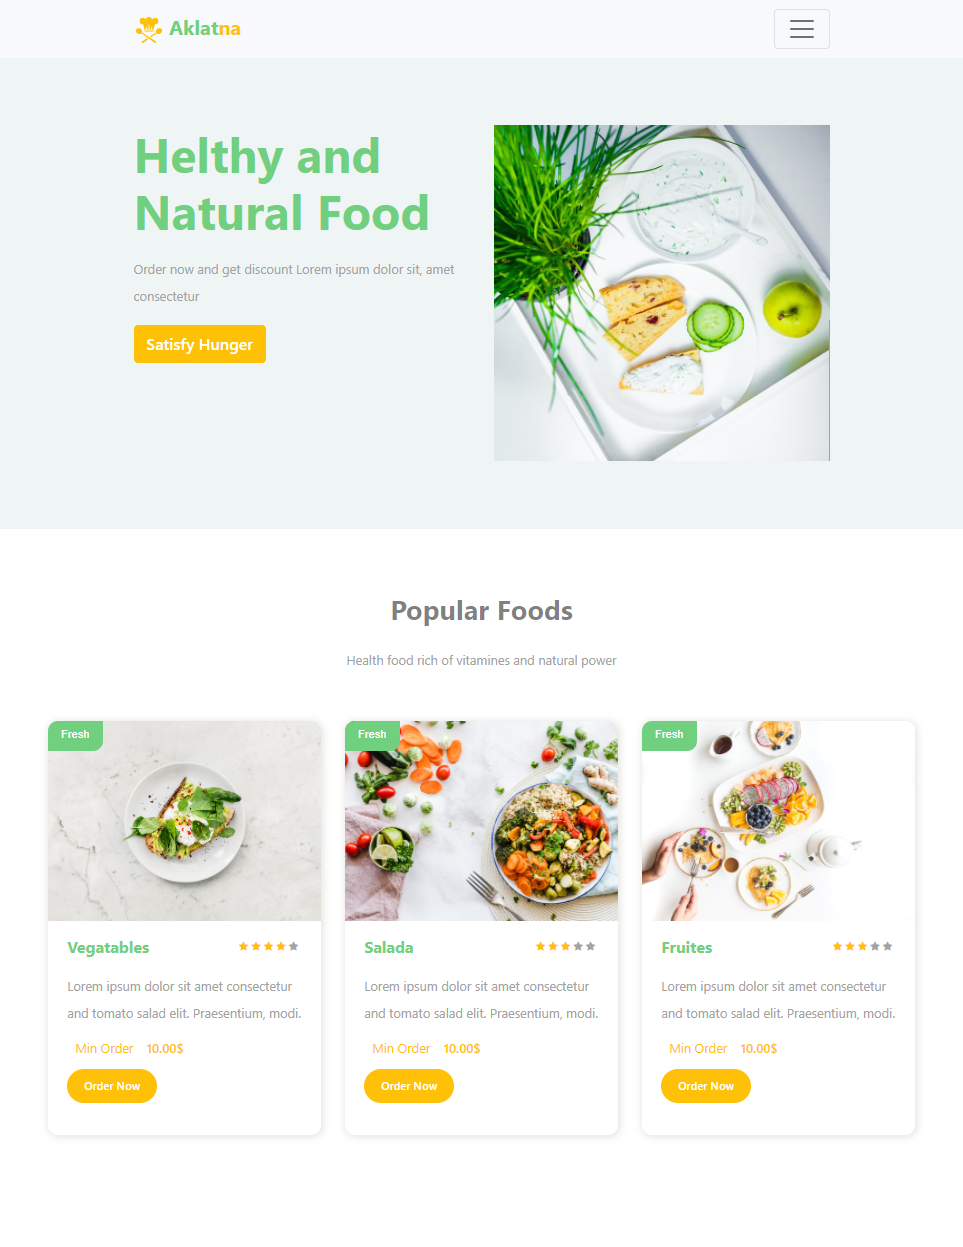 Aklatna
Helthy and
Natural Food
Order now and get discount Lorem ipsum dolor sit, amet
consectetur
Satisfy Hunger
Popular Foods
Health food rich of vitamines and natural power
Fresh
Vegatables
Lorem ipsum dolor sit amet consectetur
and tomato salad elit. Praesentium, modi.
Min Order 10.00$
Order Now
Fresh
Salada
Lorem ipsum dolor sit amet consectetur
and tomato salad elit. Praesentium, modi.
Min Order 10.00$
Order Now
Fresh
Fruites
Lorem ipsum dolor sit amet consectetur
and tomato salad elit. Praesentium, modi.
Min Order 10.00$
Order Now